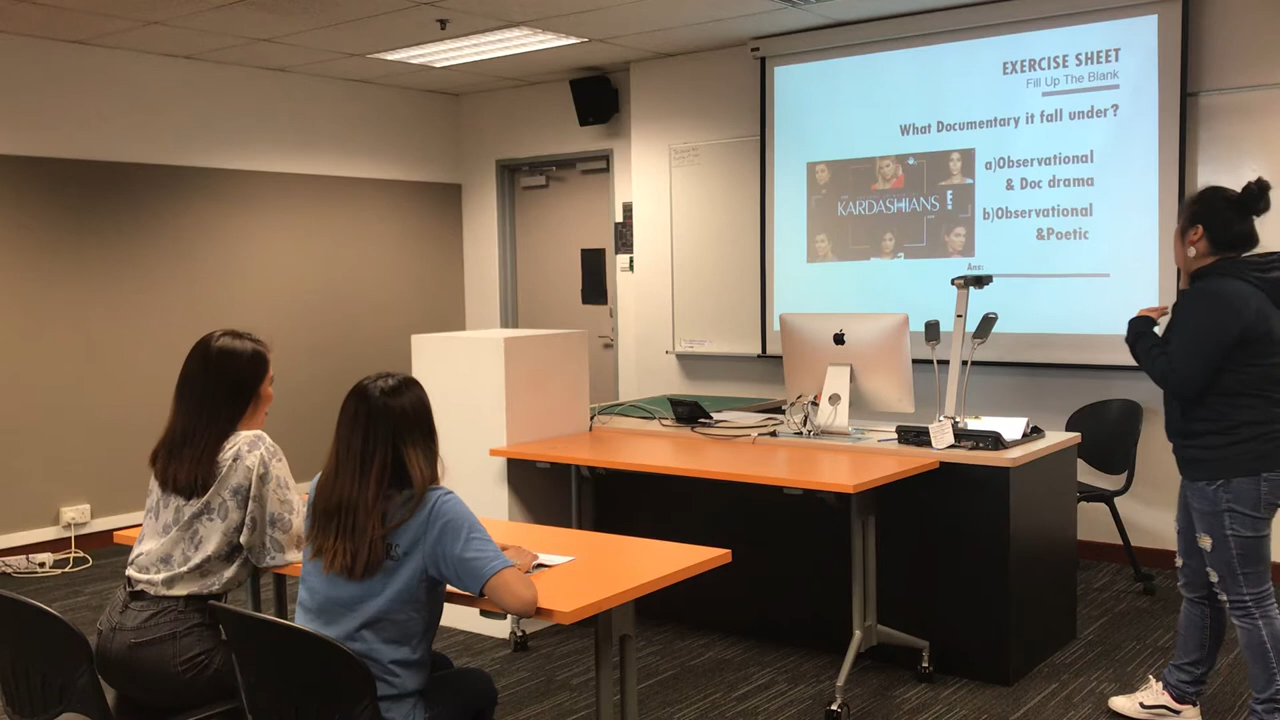 EXERCISE SHEET
Fill Up The Blank
What Documentary it fall under?
a)Observational
& Doc drama
b)Observational
&Poetic
KARDASHIANS
E
Ans: